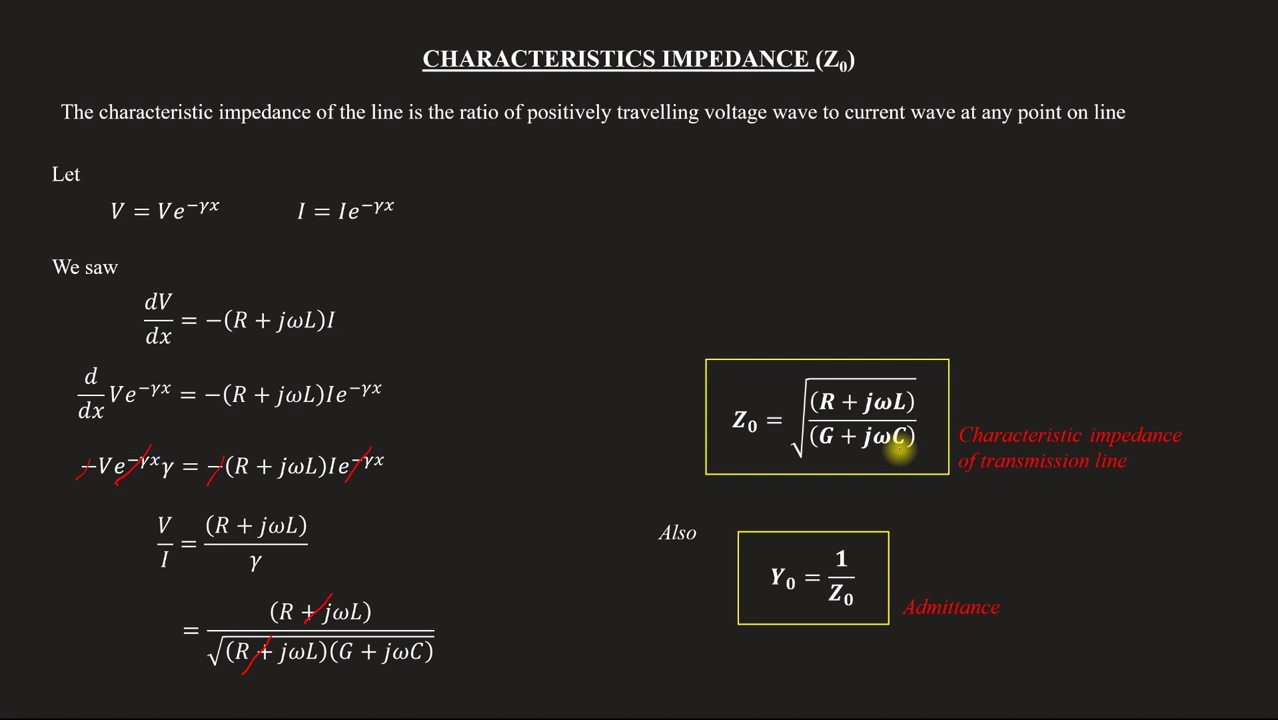 CHARACTERISTICS IMPEDANCE (Z₀)
The characteristic impedance of the line is the ratio of positively travelling voltage wave to current wave at any point on line
Let
V = Ve^{−γx}    I = Ie^{−γx}
We saw
dV/dx = −(R + jωL)I
d/dx Ve^{−γx} = −(R + jωL)Ie^{−γx}
−Ve^{−γx}γ = −(R + jωL)Ie^{−γx}
V/I = (R + jωL)/γ
= (R + jωL)/√((R + jωL)(G + jωC))
Z₀ = √((R + jωL)/(G + jωC))
Characteristic impedance
of transmission line
Also
Y₀ = 1/Z₀
Admittance